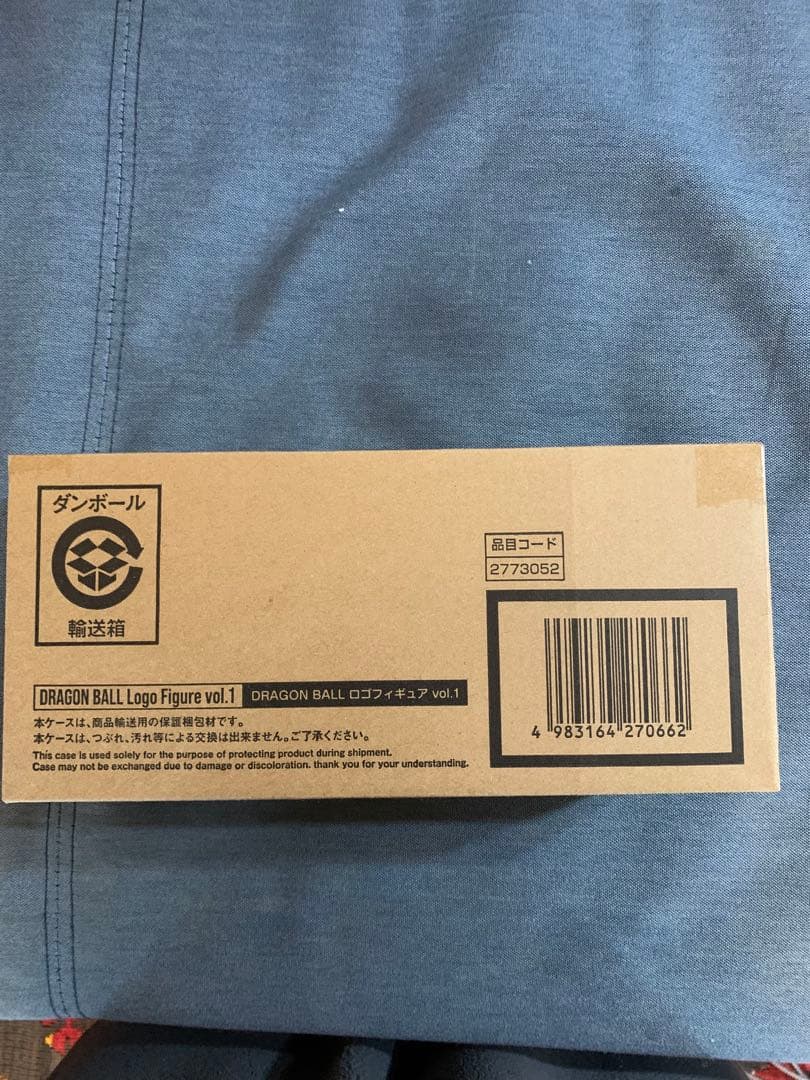 ダンボール
輸送箱
品目コード
2773052
DRAGON BALL Logo Figure vol.1 DRAGON BALL ロゴフィギュア vol.1
本ケースは、商品輸送用の保護梱包材です。
本ケースは、つぶれ、汚れ等による交換は出来ません。ご了承ください。
This case is used solely for the purpose of protecting product during shipment.
Case may not be exchanged due to damage or discoloration. thank you for your understanding.
4 983164 270662